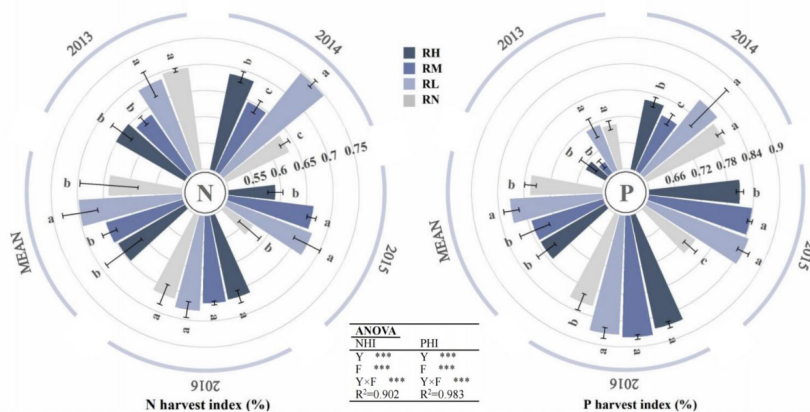 2013
2014
2015
2016
MEAN
N
0.55 0.6 0.65 0.7 0.75
b
b
a
a
b
c
a
c
b
a
a
b
a
a
a
a
b
b
a
b
RH
RM
RL
RN
2013
2014
2015
2016
MEAN
P
0.66 0.72 0.78 0.84 0.9
b
b
a
a
b
c
a
a
b
a
a
c
a
a
a
b
b
b
a
b
ANOVA
NHI PHI
Y *** Y ***
F *** F ***
Y×F *** Y×F ***
R²=0.902 R²=0.983
N harvest index (%)
P harvest index (%)